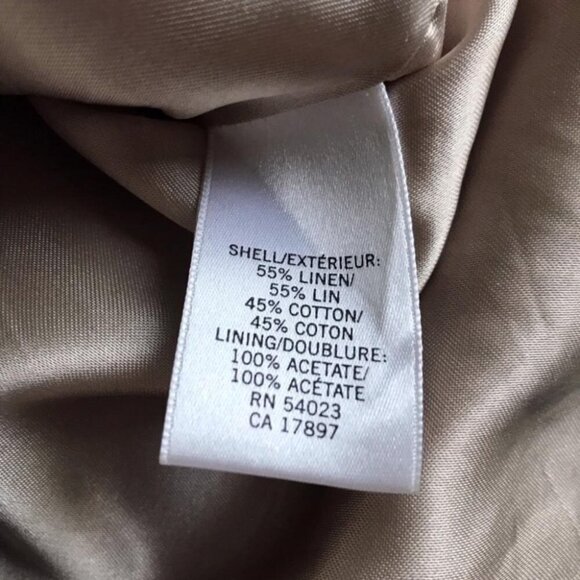 SHELL/EXTÉRIEUR:
55% LINEN/
55% LIN
45% COTTON/
45% COTON
LINING/DOUBLURE:
100% ACETATE/
100% ACÉTATE
RN 54023
CA 17897